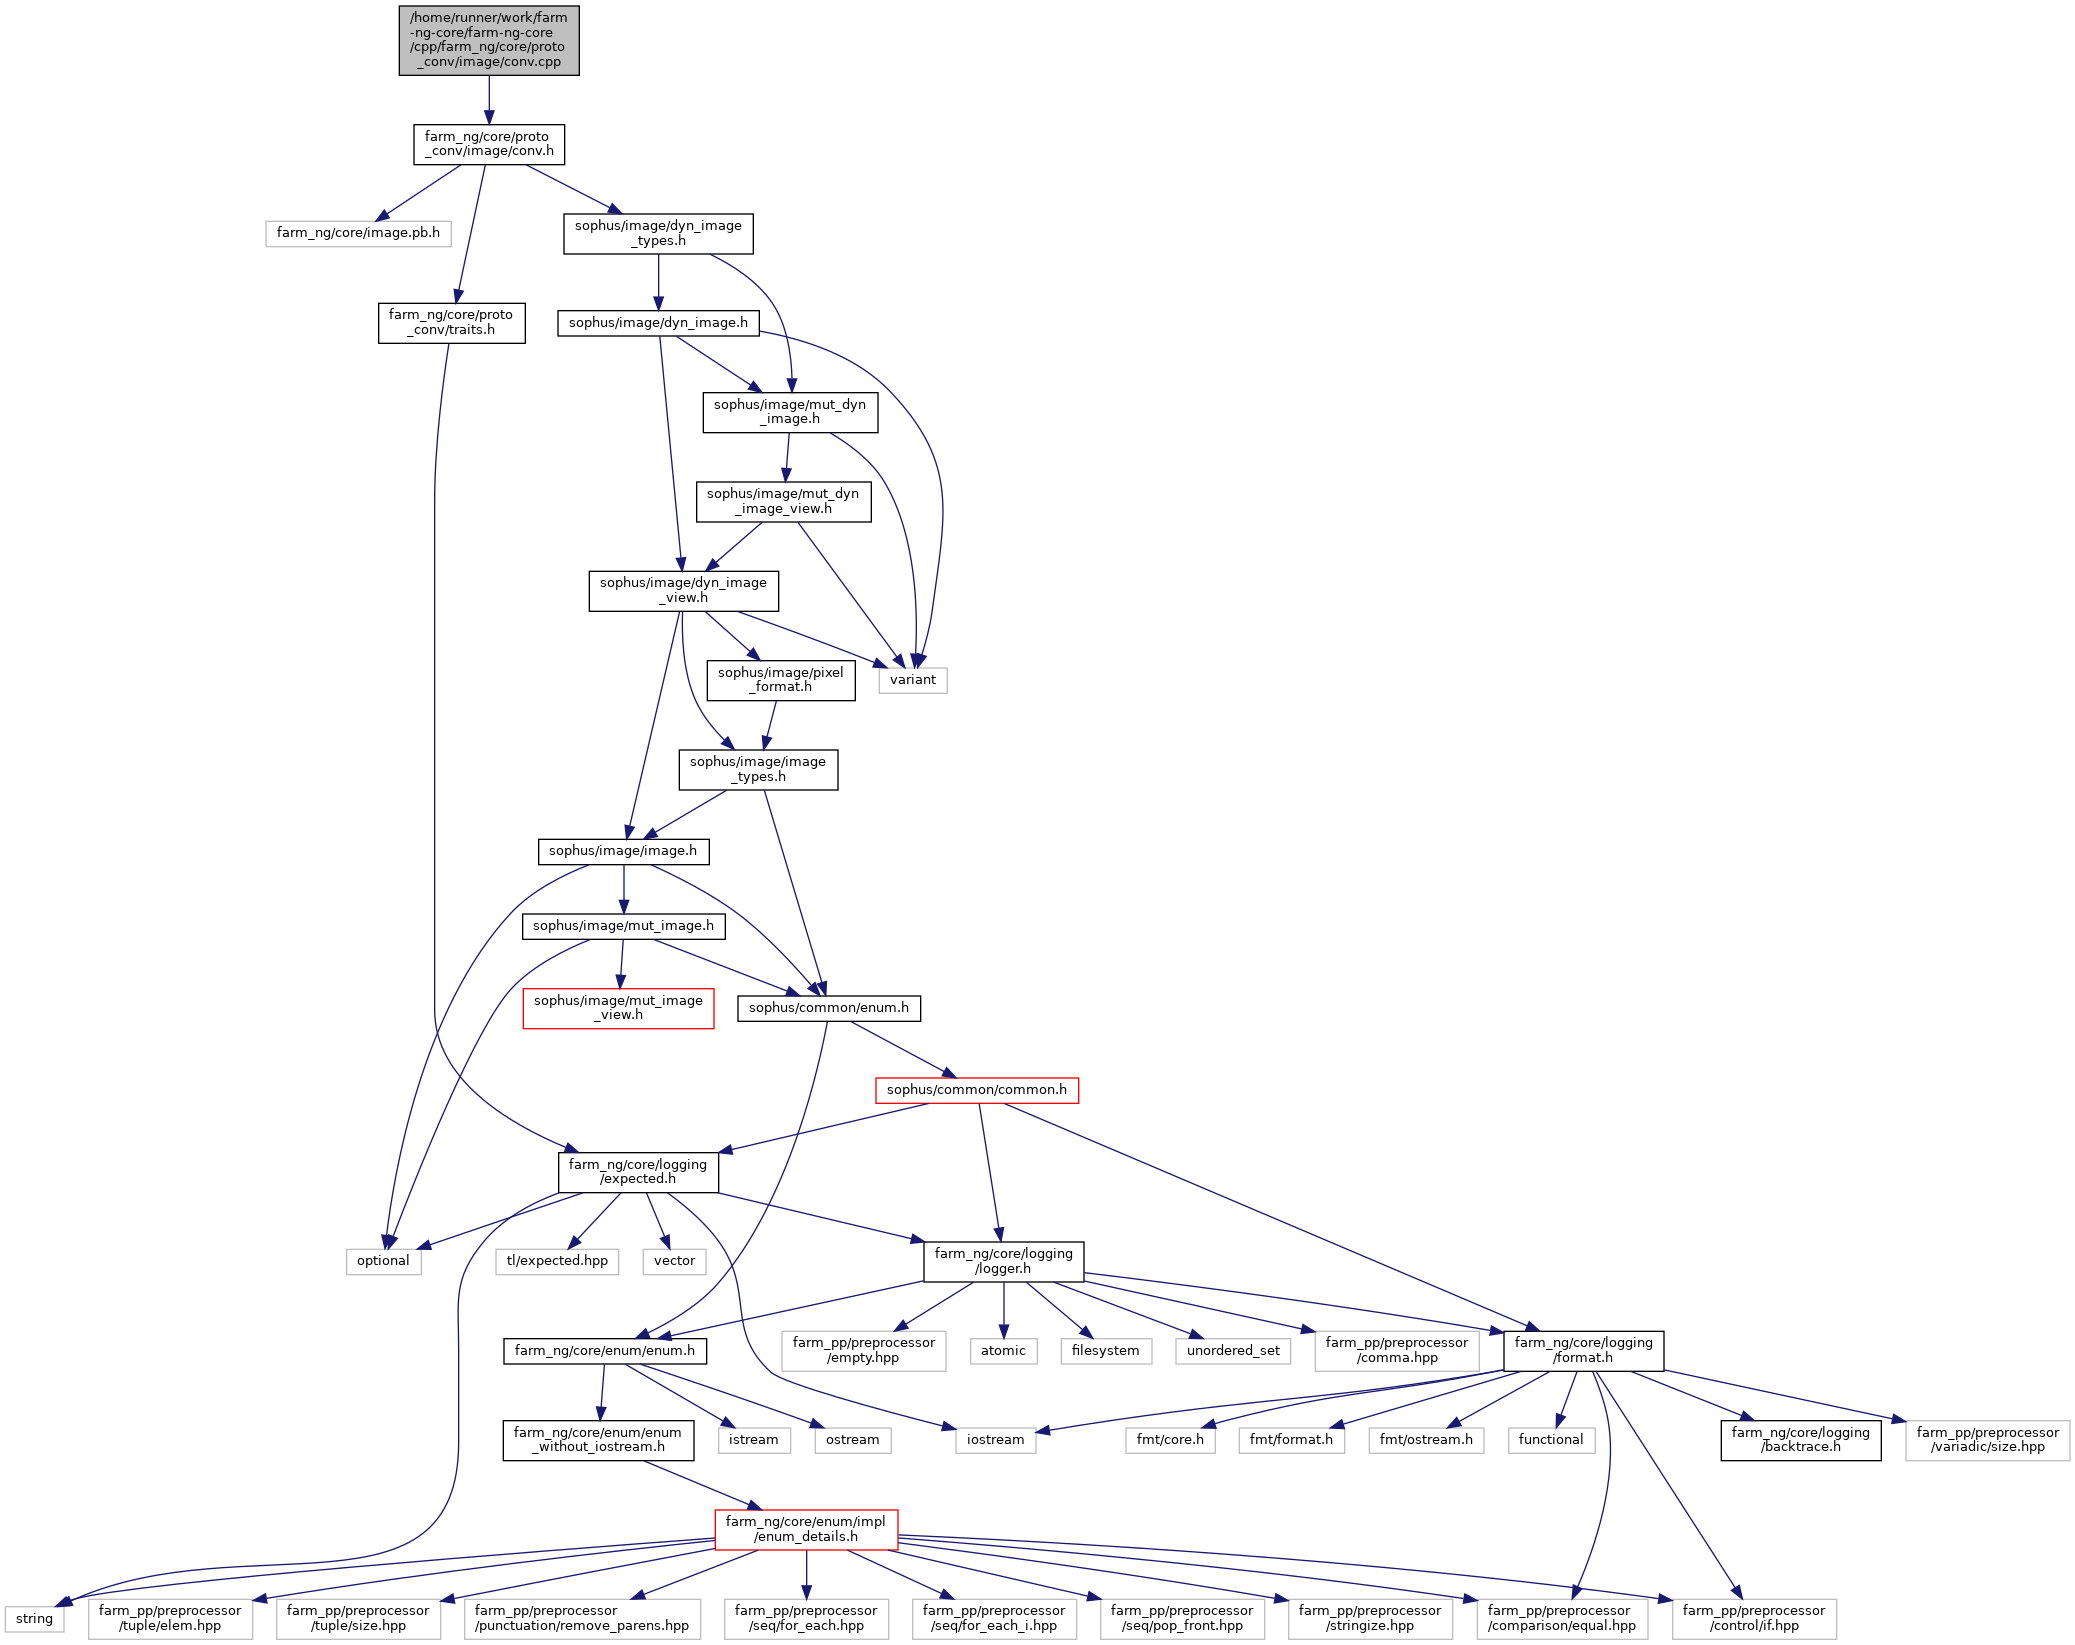 /home/runner/work/farm
-ng-core/farm-ng-core
/cpp/farm_ng/core/proto
_conv/image/conv.cpp
farm_ng/core/proto
_conv/image/conv.h
farm_ng/core/image.pb.h
sophus/image/dyn_image
_types.h
farm_ng/core/proto
_conv/traits.h
sophus/image/dyn_image.h
sophus/image/mut_dyn
_image.h
sophus/image/mut_dyn
_image_view.h
sophus/image/dyn_image
_view.h
sophus/image/pixel
_format.h
variant
sophus/image/image
_types.h
sophus/image/image.h
sophus/image/mut_image.h
sophus/image/mut_image
_view.h
sophus/common/enum.h
sophus/common/common.h
farm_ng/core/logging
/expected.h
optional
tl/expected.hpp
vector
farm_ng/core/logging
/logger.h
farm_ng/core/enum/enum.h
farm_pp/preprocessor
/empty.hpp
atomic
filesystem
unordered_set
farm_pp/preprocessor
/comma.hpp
farm_ng/core/logging
/format.h
farm_ng/core/enum/enum
_without_iostream.h
istream
ostream
iostream
fmt/core.h
fmt/format.h
fmt/ostream.h
functional
farm_ng/core/logging
/backtrace.h
farm_pp/preprocessor
/variadic/size.hpp
farm_ng/core/enum/impl
/enum_details.h
string
farm_pp/preprocessor
/tuple/elem.hpp
farm_pp/preprocessor
/tuple/size.hpp
farm_pp/preprocessor
/punctuation/remove_parens.hpp
farm_pp/preprocessor
/seq/for_each.hpp
farm_pp/preprocessor
/seq/for_each_i.hpp
farm_pp/preprocessor
/seq/pop_front.hpp
farm_pp/preprocessor
/stringize.hpp
farm_pp/preprocessor
/comparison/equal.hpp
farm_pp/preprocessor
/control/if.hpp